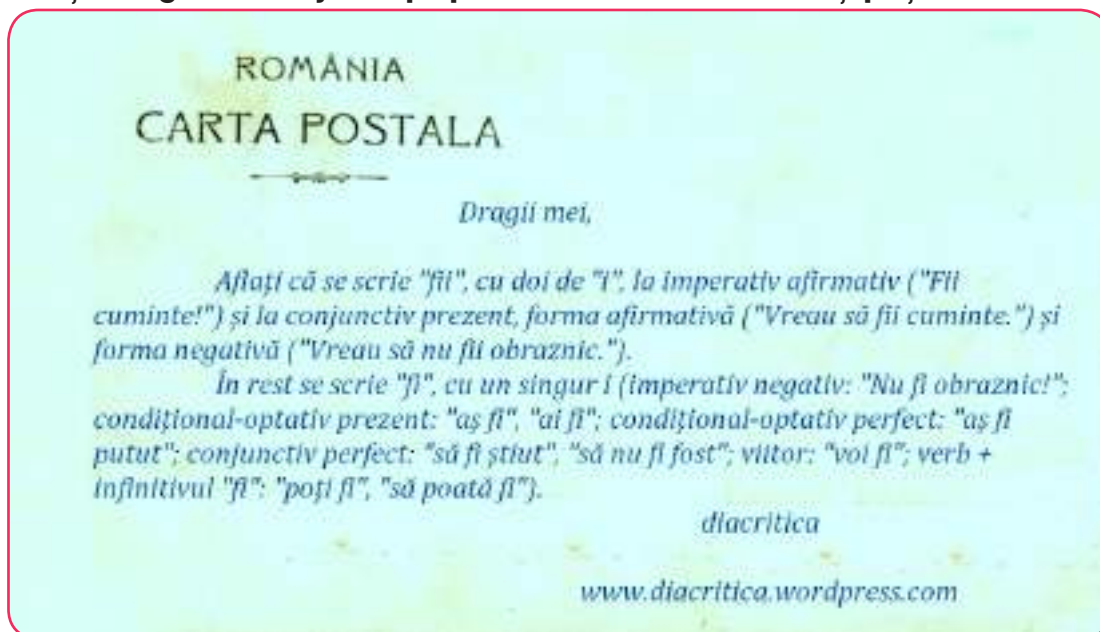 ROMÂNIA
CARTA POSTALA
Dragii mei,
Aflați că se scrie "fii", cu doi de "i", la imperativ afirmativ ("Fii
cuminte!") și la conjunctiv prezent, forma afirmativă ("Vreau să fii cuminte.") și
forma negativă ("Vreau să nu fii obraznic.").
În rest se scrie "fi", cu un singur i (imperativ negativ: "Nu fi obraznic!";
condițional-optativ prezent: "aș fi", "ai fi"; condițional-optativ perfect: "aș fi
putut"; conjunctiv perfect: "să fi știut", "să nu fi fost"; viitor: "voi fi"; verb +
infinitivul "fi": "poți fi", "să poată fi").
diacritica
www.diacritica.wordpress.com